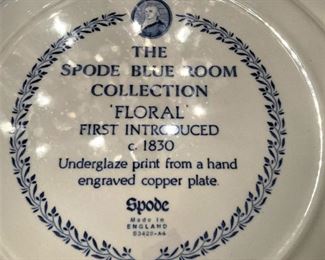 THE
SPODE BLUE ROOM
COLLECTION
'FLORAL'
FIRST INTRODUCED
c. 1830
Underglaze print from a hand
engraved copper plate.
Spode
Made in
ENGLAND